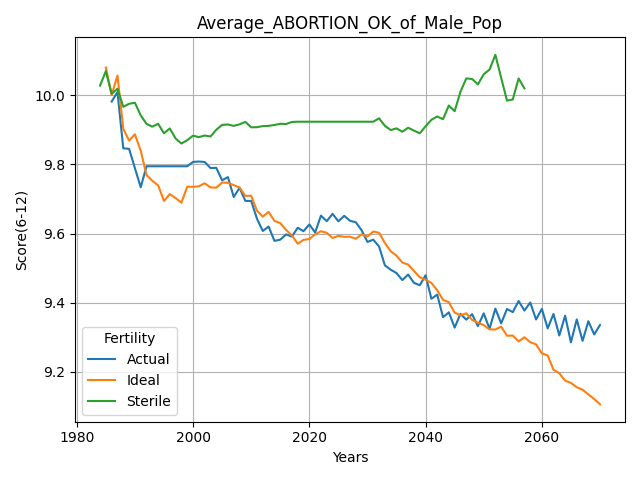 Average_ABORTION_OK_of_Male_Pop
Score(6-12)
10.0
9.8
9.6
9.4
9.2
Fertility
Actual
Ideal
Sterile
1980
2000
2020
2040
2060
Years